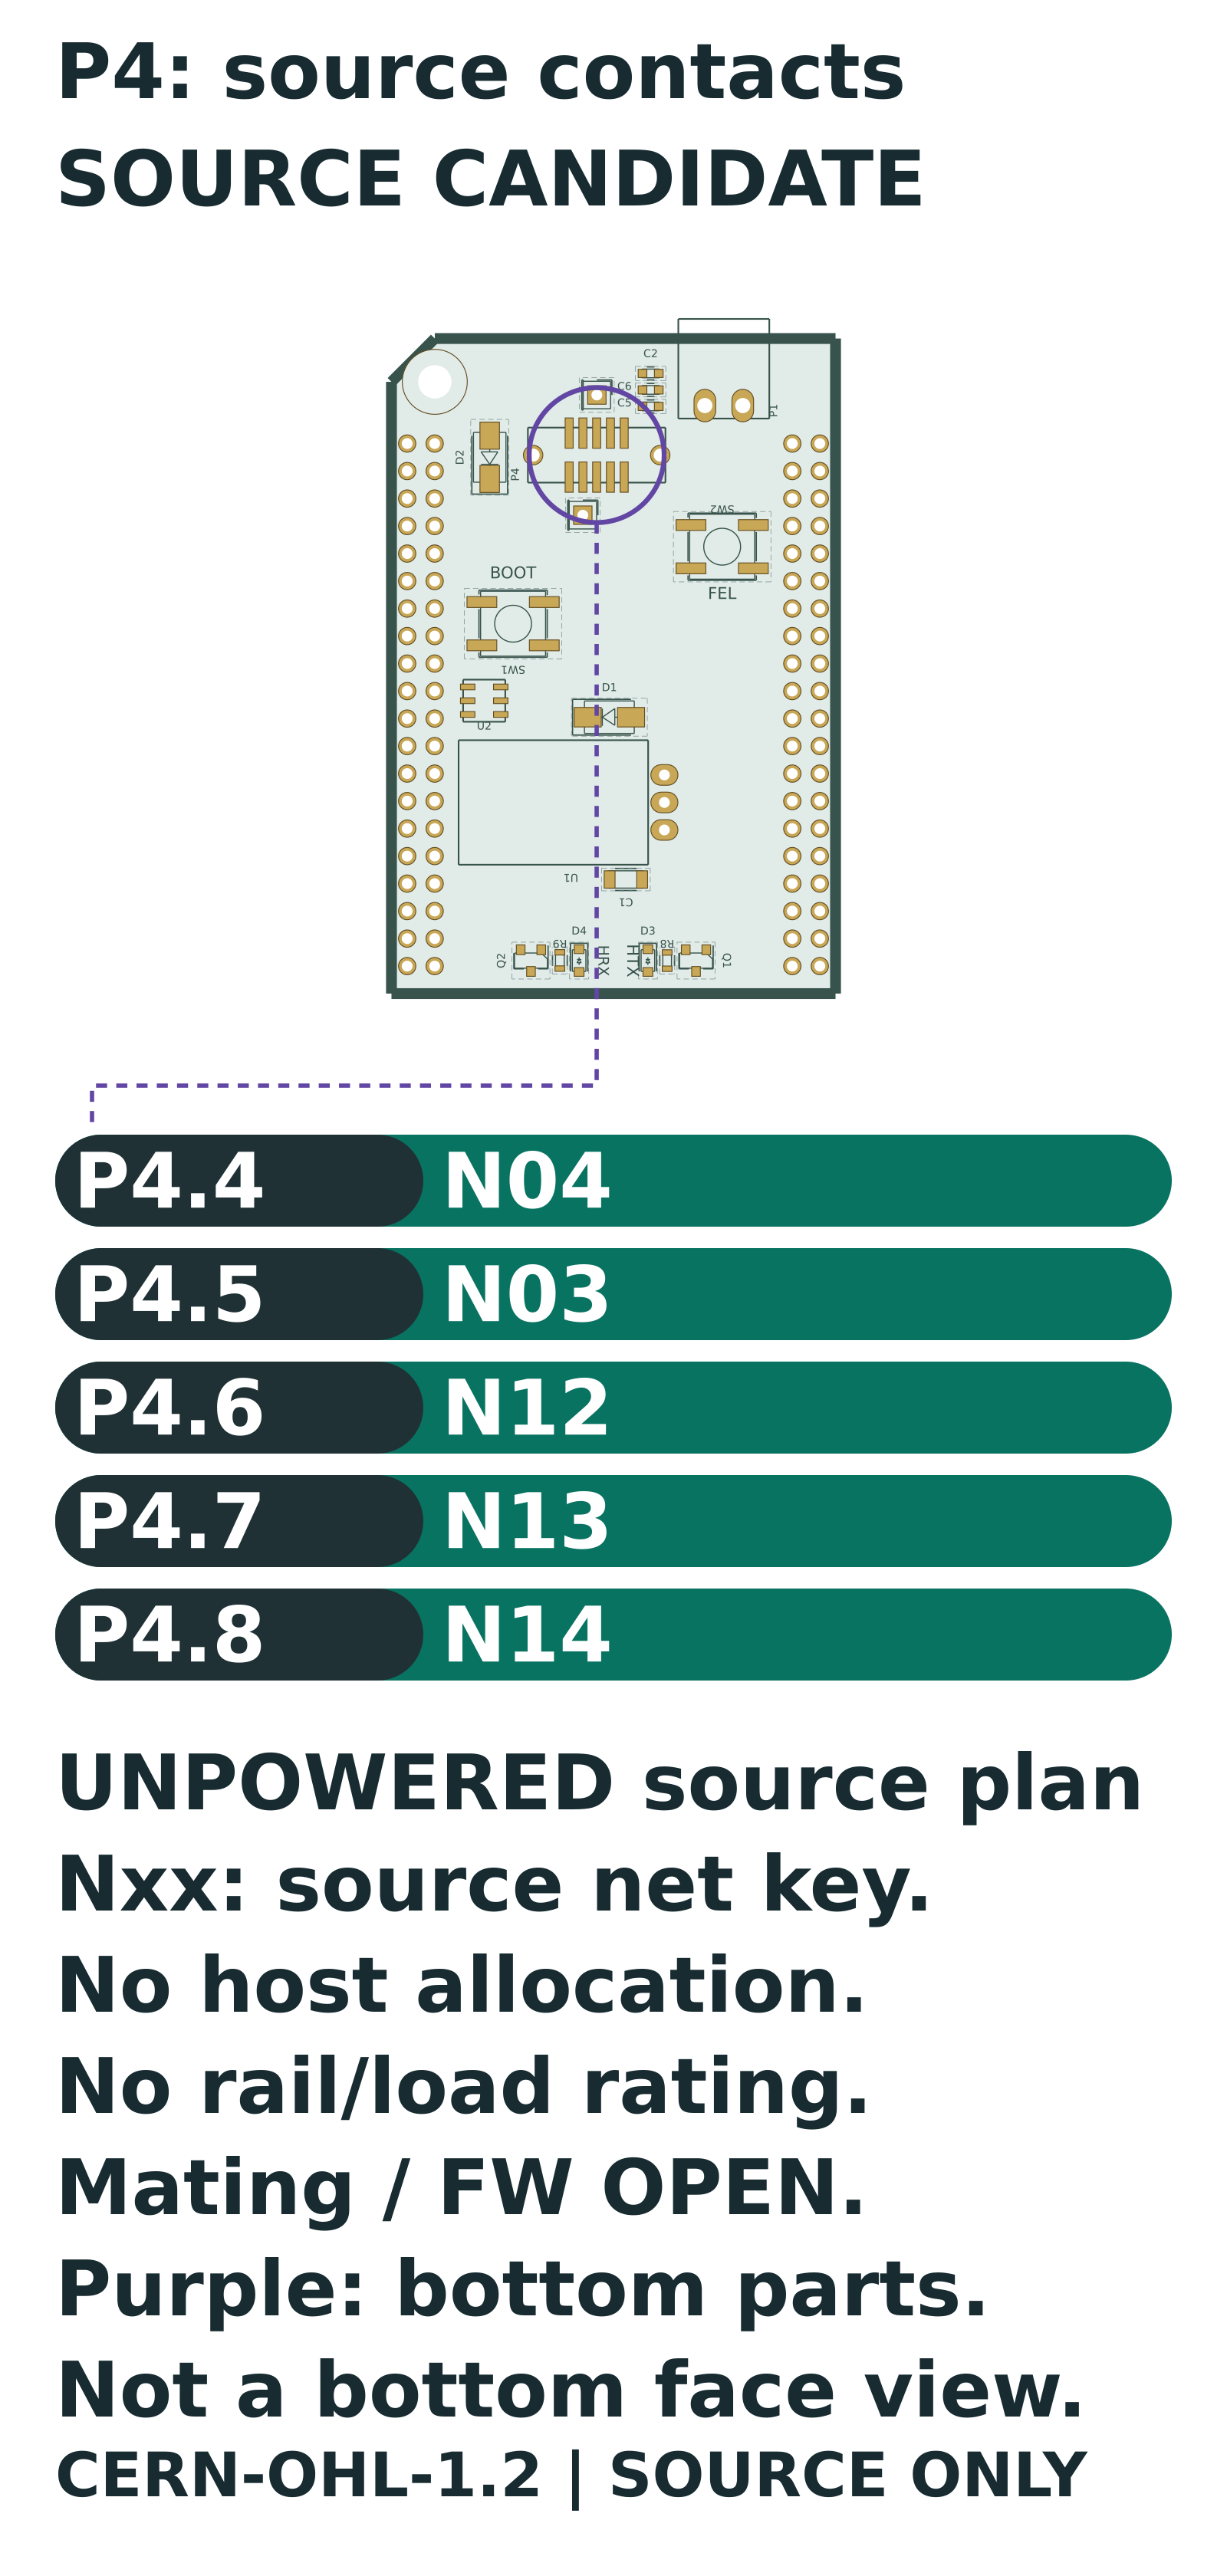 P4: source contacts
SOURCE CANDIDATE
C2
C6
C5
P1
D2
P4
SW2
BOOT
FEL
SW1
D1
U2
U1
C1
D4
D3
Q2
R9
HRX
HTX
R8
Q1
P4.4 N04
P4.5 N03
P4.6 N12
P4.7 N13
P4.8 N14
UNPOWERED source plan
Nxx: source net key.
No host allocation.
No rail/load rating.
Mating / FW OPEN.
Purple: bottom parts.
Not a bottom face view.
CERN-OHL-1.2 | SOURCE ONLY